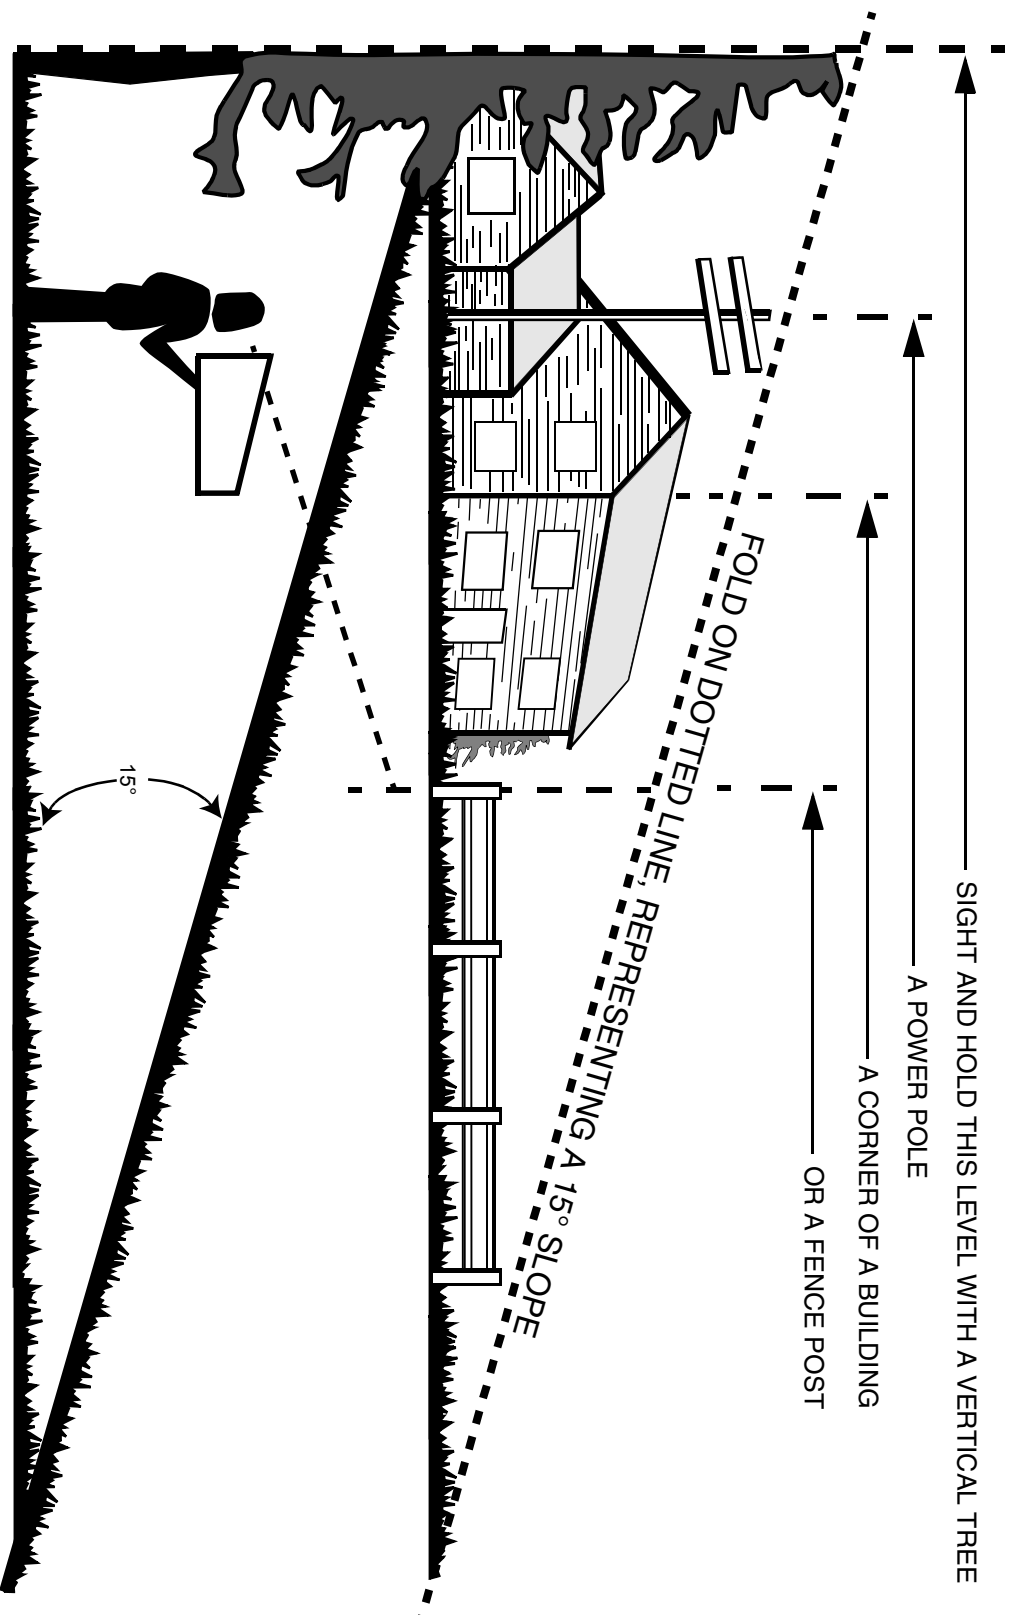 SIGHT AND HOLD THIS LEVEL WITH A VERTICAL TREE
A POWER POLE
A CORNER OF A BUILDING
OR A FENCE POST
FOLD ON DOTTED LINE, REPRESENTING A 15° SLOPE
15°